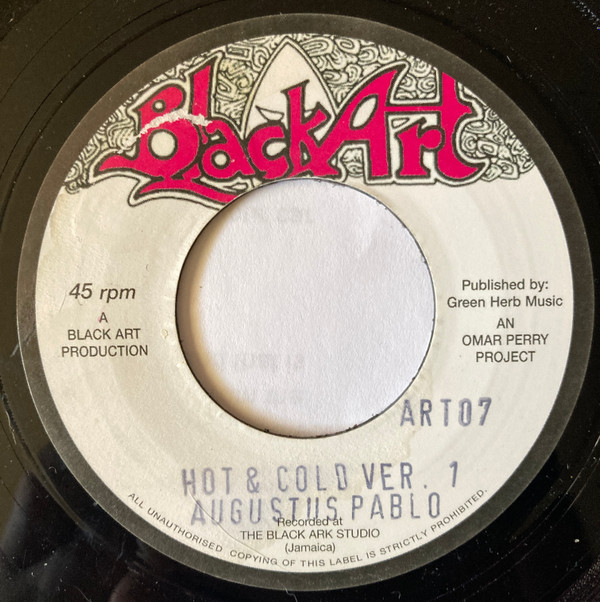 BlackArt
45 rpm
A
BLACK ART
PRODUCTION
Published by:
Green Herb Music
AN
OMAR PERRY
PROJECT
ART07
HOT & COLD VER. 1
AUGUSTUS PABLO
Recorded at
THE BLACK ARK STUDIO
(Jamaica)
ALL UNAUTHORISED COPYING OF THIS LABEL IS STRICTLY PROHIBITED.